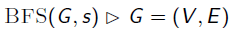 BFS(G, s) ▷ G = (V, E)